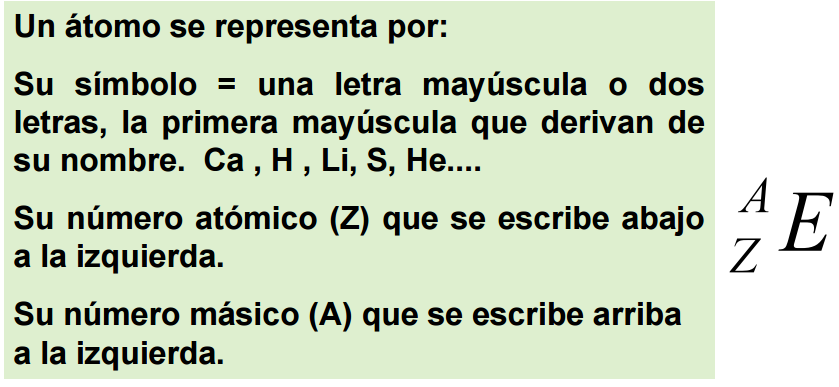 Un átomo se representa por:
Su símbolo = una letra mayúscula o dos
letras, la primera mayúscula que derivan de
su nombre. Ca , H , Li, S, He....
Su número atómico (Z) que se escribe abajo
a la izquierda.
Su número másico (A) que se escribe arriba
a la izquierda.
A
Z E